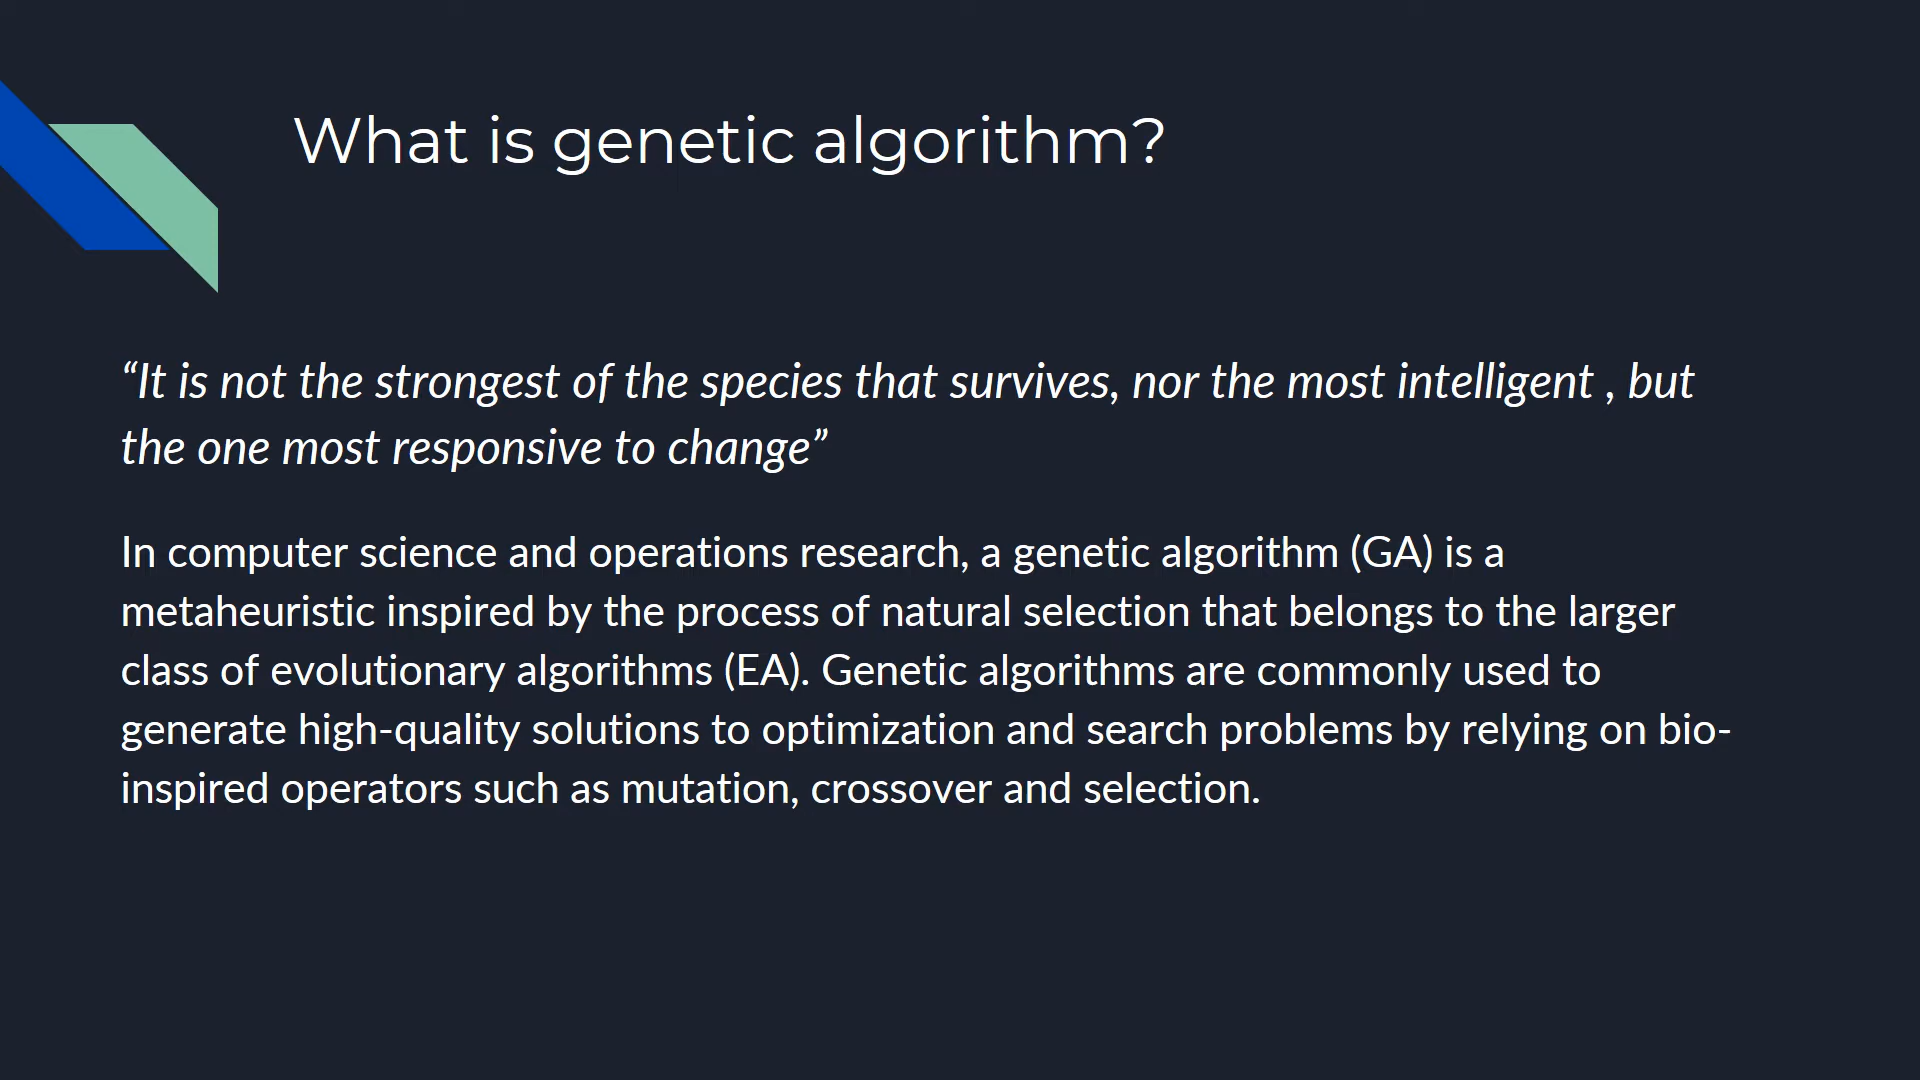 What is genetic algorithm?
“It is not the strongest of the species that survives, nor the most intelligent , but
the one most responsive to change”
In computer science and operations research, a genetic algorithm (GA) is a
metaheuristic inspired by the process of natural selection that belongs to the larger
class of evolutionary algorithms (EA). Genetic algorithms are commonly used to
generate high-quality solutions to optimization and search problems by relying on bio-
inspired operators such as mutation, crossover and selection.